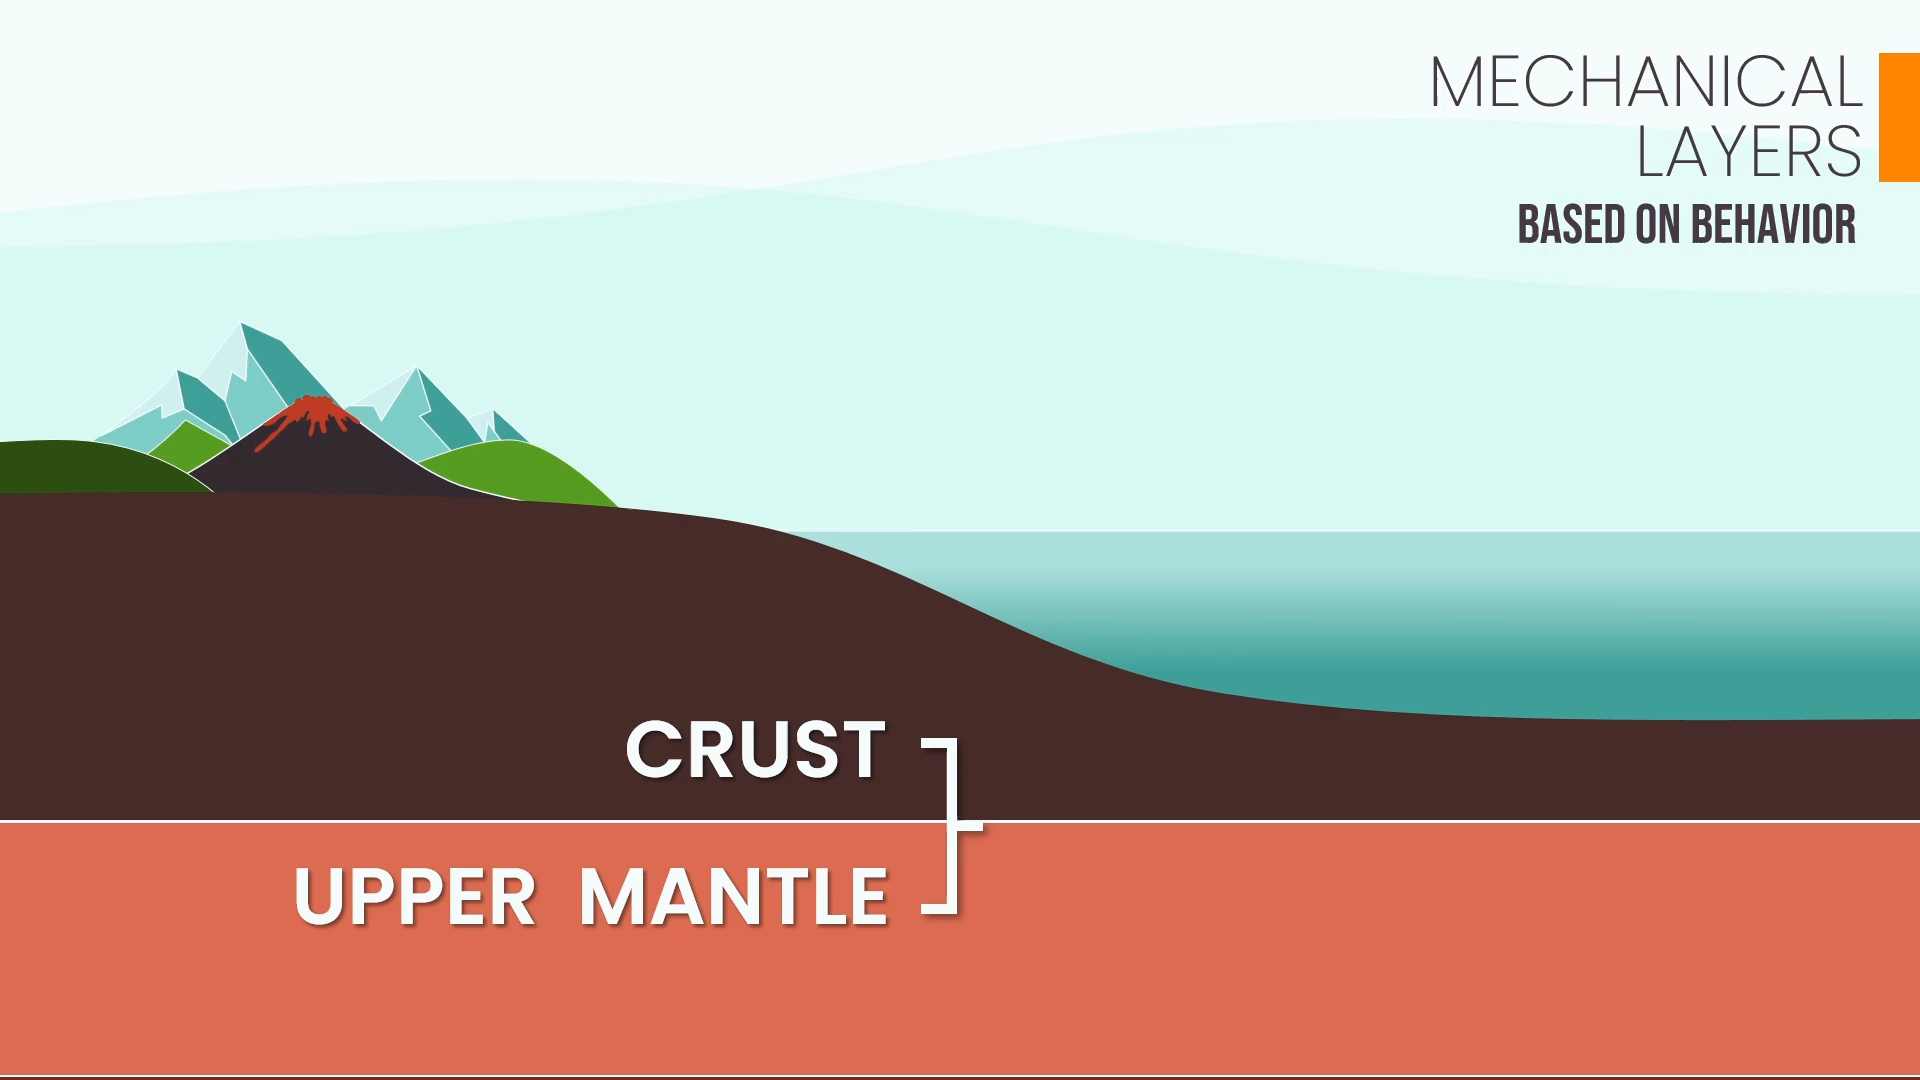 MECHANICAL
LAYERS
BASED ON BEHAVIOR
CRUST
UPPER MANTLE